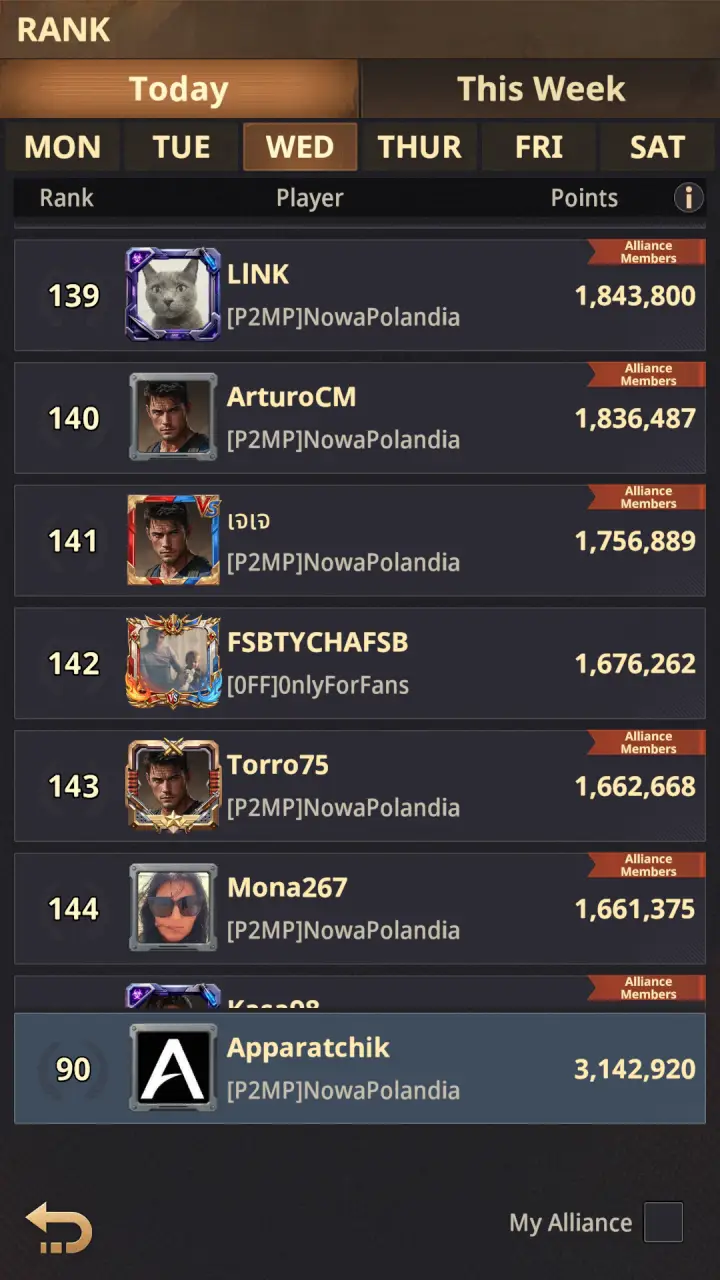 RANK
Today
This Week
MON TUE WED THUR FRI SAT
Rank Player Points
Alliance Members
139 LlNK 1,843,800
[P2MP]NowaPolandia
Alliance Members
140 ArturoCM 1,836,487
[P2MP]NowaPolandia
Alliance Members
141 เจเจ 1,756,889
[P2MP]NowaPolandia
142 FSBTYCHAFSB 1,676,262
[0FF]0nlyForFans
Alliance Members
143 Torro75 1,662,668
[P2MP]NowaPolandia
Alliance Members
144 Mona267 1,661,375
[P2MP]NowaPolandia
Alliance Members
90 Apparatchik 3,142,920
[P2MP]NowaPolandia
My Alliance